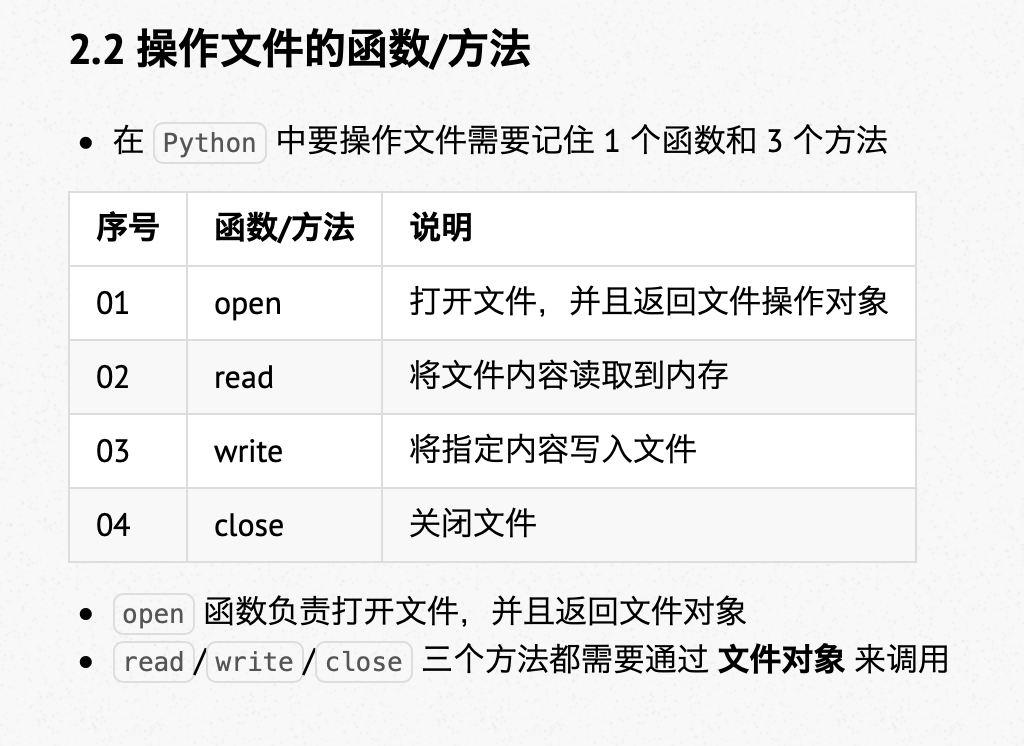 2.2 操作文件的函数/方法
在 Python 中要操作文件需要记住 1 个函数和 3 个方法
序号 函数/方法 说明
01 open 打开文件，并且返回文件操作对象
02 read 将文件内容读取到内存
03 write 将指定内容写入文件
04 close 关闭文件
open 函数负责打开文件，并且返回文件对象
read/write/close 三个方法都需要通过 文件对象 来调用